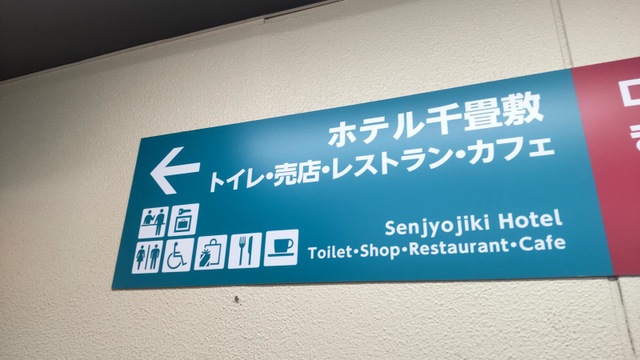 ホテル千畳敷
トイレ・売店・レストラン・カフェ
Senjyojiki Hotel
Toilet・Shop・Restaurant・Cafe